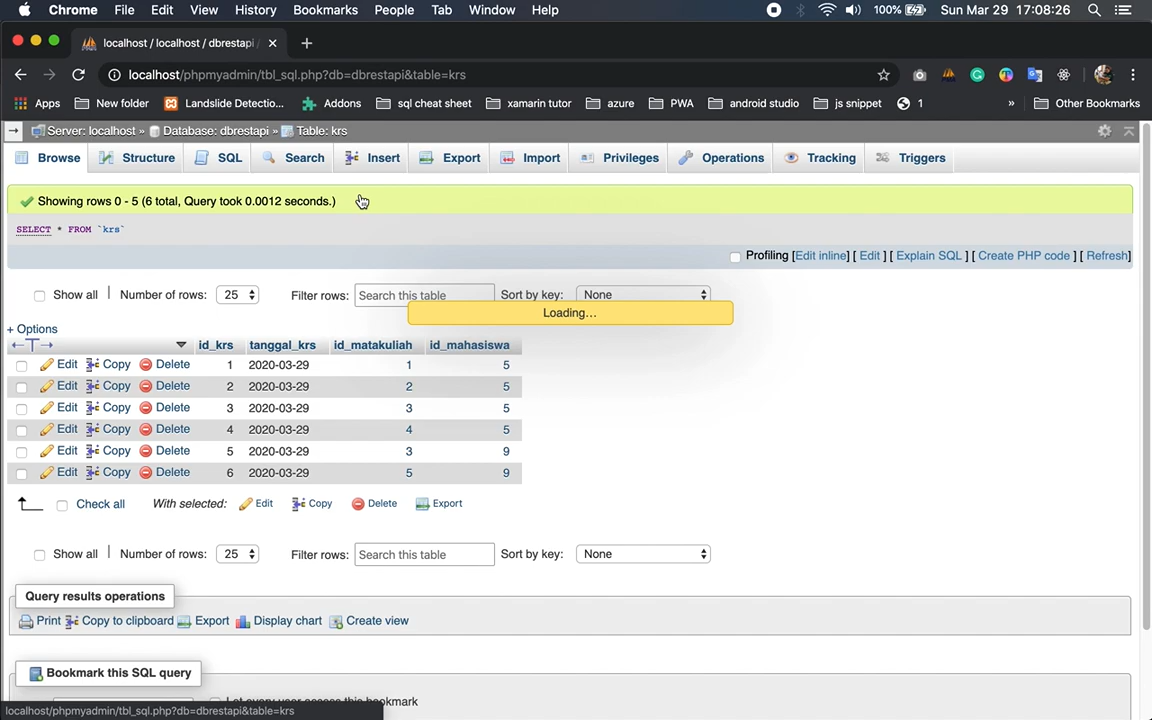 Chrome File Edit View History Bookmarks People Tab Window Help 100% Sun Mar 29 17:08:26
localhost / localhost / dbrestapi /
localhost/phpmyadmin/tbl_sql.php?db=dbrestapi&table=krs
Apps New folder Landslide Detectio... Addons sql cheat sheet xamarin tutor azure PWA android studio js snippet 1 » Other Bookmarks
Server: localhost » Database: dbrestapi » Table: krs
Browse Structure SQL Search Insert Export Import Privileges Operations Tracking Triggers
Showing rows 0 - 5 (6 total, Query took 0.0012 seconds.)
SELECT * FROM `krs`
Profiling [Edit inline] [ Edit ] [ Explain SQL ] [ Create PHP code ] [ Refresh]
Show all | Number of rows: 25 Filter rows: Search this table Sort by key: None
Loading...
+ Options
←T→ id_krs tanggal_krs id_matakuliah id_mahasiswa
Edit Copy Delete 1 2020-03-29 1 5
Edit Copy Delete 2 2020-03-29 2 5
Edit Copy Delete 3 2020-03-29 3 5
Edit Copy Delete 4 2020-03-29 4 5
Edit Copy Delete 5 2020-03-29 3 9
Edit Copy Delete 6 2020-03-29 5 9
Check all With selected: Edit Copy Delete Export
Show all | Number of rows: 25 Filter rows: Search this table Sort by key: None
Query results operations
Print Copy to clipboard Export Display chart Create view
Bookmark this SQL query
Let every user access this bookmark
localhost/phpmyadmin/tbl_sql.php?db=dbrestapi&table=krs